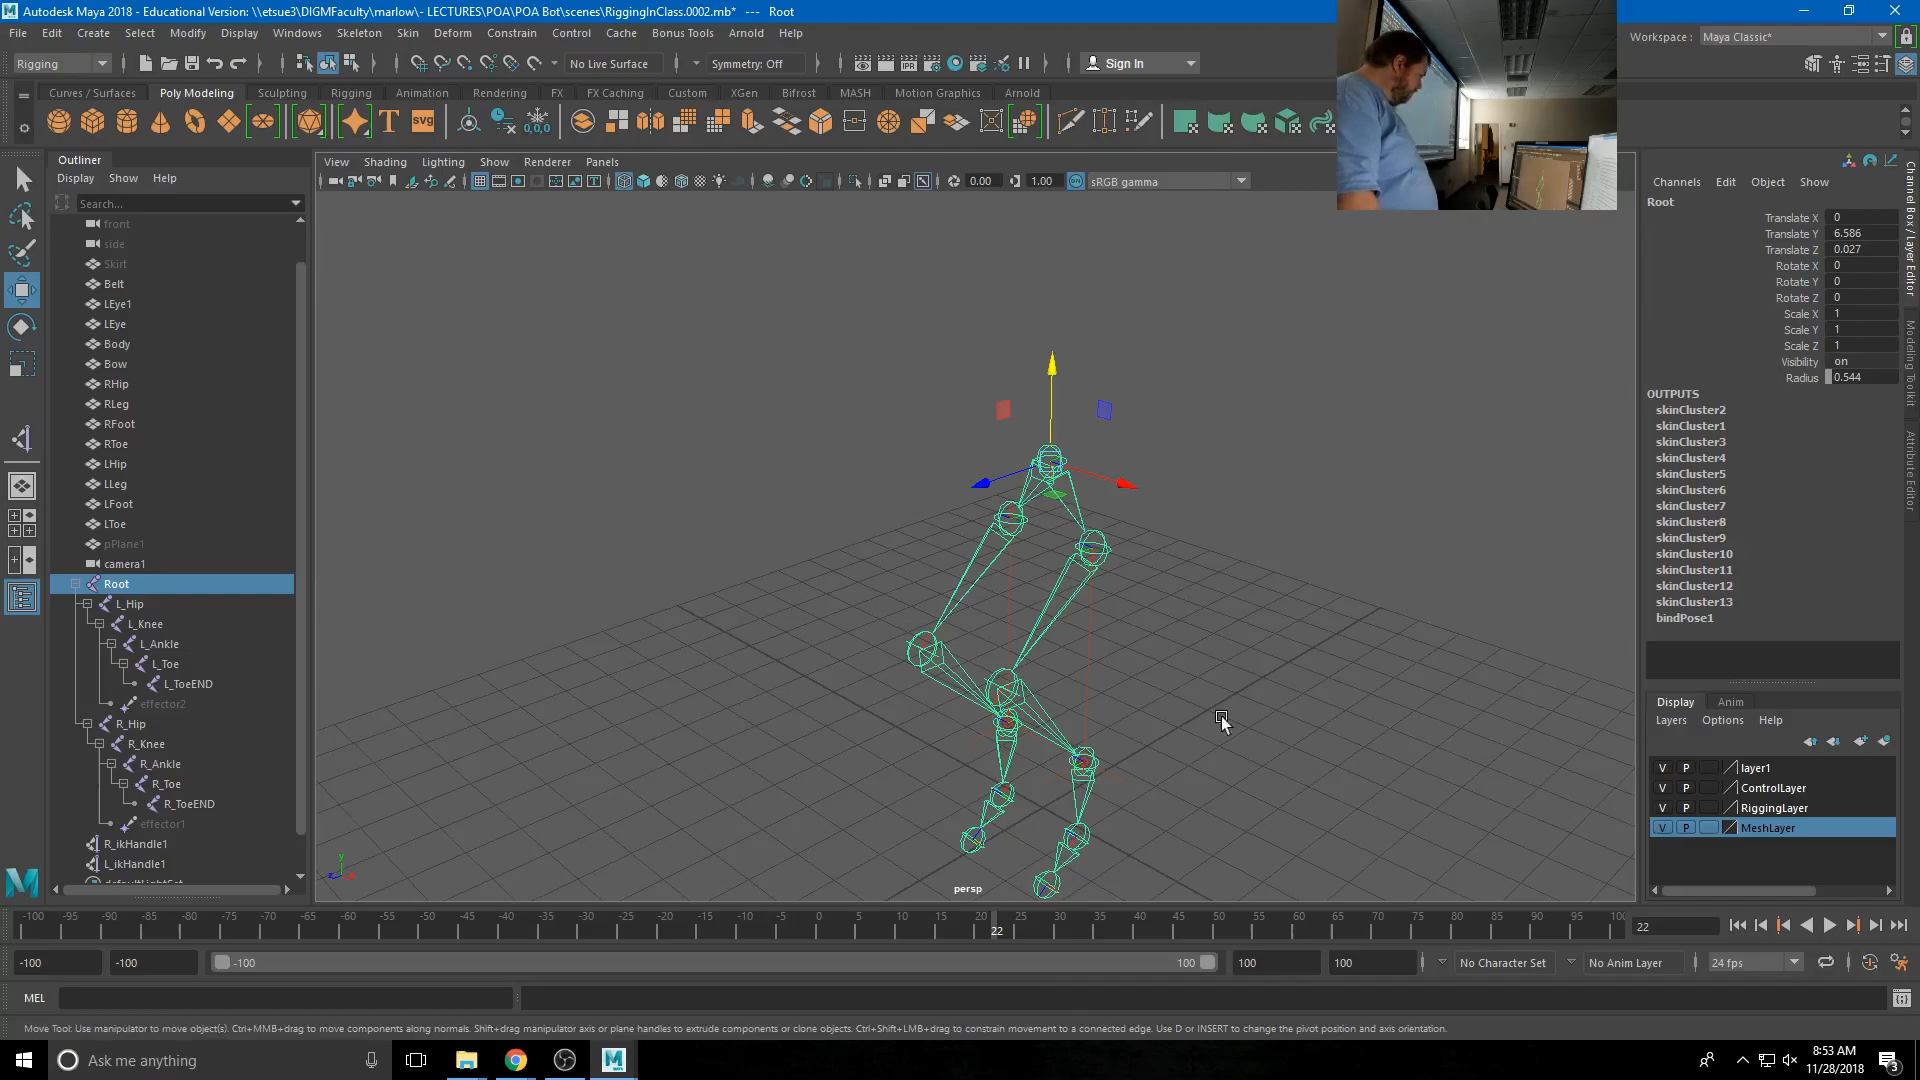 Autodesk Maya 2018 - Educational Version: \\etsue3\DIGMFaculty\marlow\- LECTURES\POA\POA Bot\scenes\RiggingInClass.0002.mb* --- Root
File Edit Create Select Modify Display Windows Skeleton Skin Deform Constrain Control Cache Bonus Tools Arnold Help
Workspace : Maya Classic*
Rigging No Live Surface Symmetry: Off Sign In
Curves / Surfaces Poly Modeling Sculpting Rigging Animation Rendering FX FX Caching Custom XGen Bifrost MASH Motion Graphics Arnold
T svg 0,0,0
Outliner
Display Show Help
Search...
front
side
Skirt
Belt
LEye1
LEye
Body
Bow
RHip
RLeg
RFoot
RToe
LHip
LLeg
LFoot
LToe
pPlane1
camera1
Root
L_Hip
L_Knee
L_Ankle
L_Toe
L_ToeEND
effector2
R_Hip
R_Knee
R_Ankle
R_Toe
R_ToeEND
effector1
R_ikHandle1
L_ikHandle1
defaultLightSet
View Shading Lighting Show Renderer Panels
0.00 1.00 sRGB gamma
persp
Channels Edit Object Show
Root
Translate X 0
Translate Y 6.586
Translate Z 0.027
Rotate X 0
Rotate Y 0
Rotate Z 0
Scale X 1
Scale Y 1
Scale Z 1
Visibility on
Radius 0.544
OUTPUTS
skinCluster2
skinCluster1
skinCluster3
skinCluster4
skinCluster5
skinCluster6
skinCluster7
skinCluster8
skinCluster9
skinCluster10
skinCluster11
skinCluster12
skinCluster13
bindPose1
Channel Box / Layer Editor
Modeling Toolkit
Attribute Editor
Display Anim
Layers Options Help
V P layer1
V P ControlLayer
V P RiggingLayer
V P MeshLayer
-100 -95 -90 -85 -80 -75 -70 -65 -60 -55 -50 -45 -40 -35 -30 -25 -20 -15 -10 -5 0 5 10 15 20 25 30 35 40 45 50 55 60 65 70 75 80 85 90 95 100
22
22
-100 -100 -100 100 100 100 No Character Set No Anim Layer 24 fps
MEL
Move Tool: Use manipulator to move object(s). Ctrl+MMB+drag to move components along normals. Shift+drag manipulator axis or plane handles to extrude components or clone objects. Ctrl+Shift+LMB+drag to constrain movement to a connected edge. Use D or INSERT to change the pivot position and axis orientation.
Ask me anything
8:53 AM
11/28/2018
3